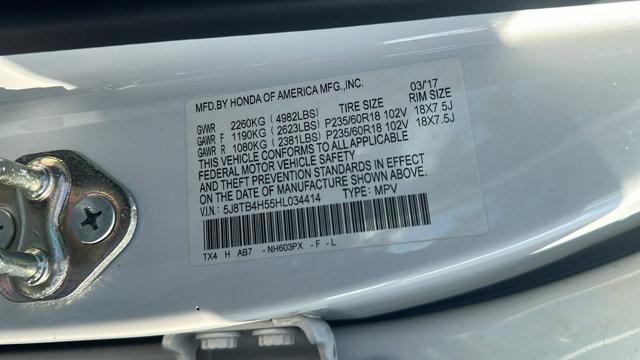 MFD.BY HONDA OF AMERICA MFG.,INC. 03/17
TIRE SIZE RIM SIZE
GVWR 2260KG ( 4982LBS)
GAWR F 1190KG ( 2623LBS) P235/60R18 102V 18X7.5J
GAWR R 1080KG ( 2381LBS) P235/60R18 102V 18X7.5J
THIS VEHICLE CONFORMS TO ALL APPLICABLE
FEDERAL MOTOR VEHICLE SAFETY
AND THEFT PREVENTION STANDARDS IN EFFECT
ON THE DATE OF MANUFACTURE SHOWN ABOVE.
V.I.N.: 5J8TB4H55HL034414 TYPE: MPV
TX4 H AB7 - NH603PX - F - L